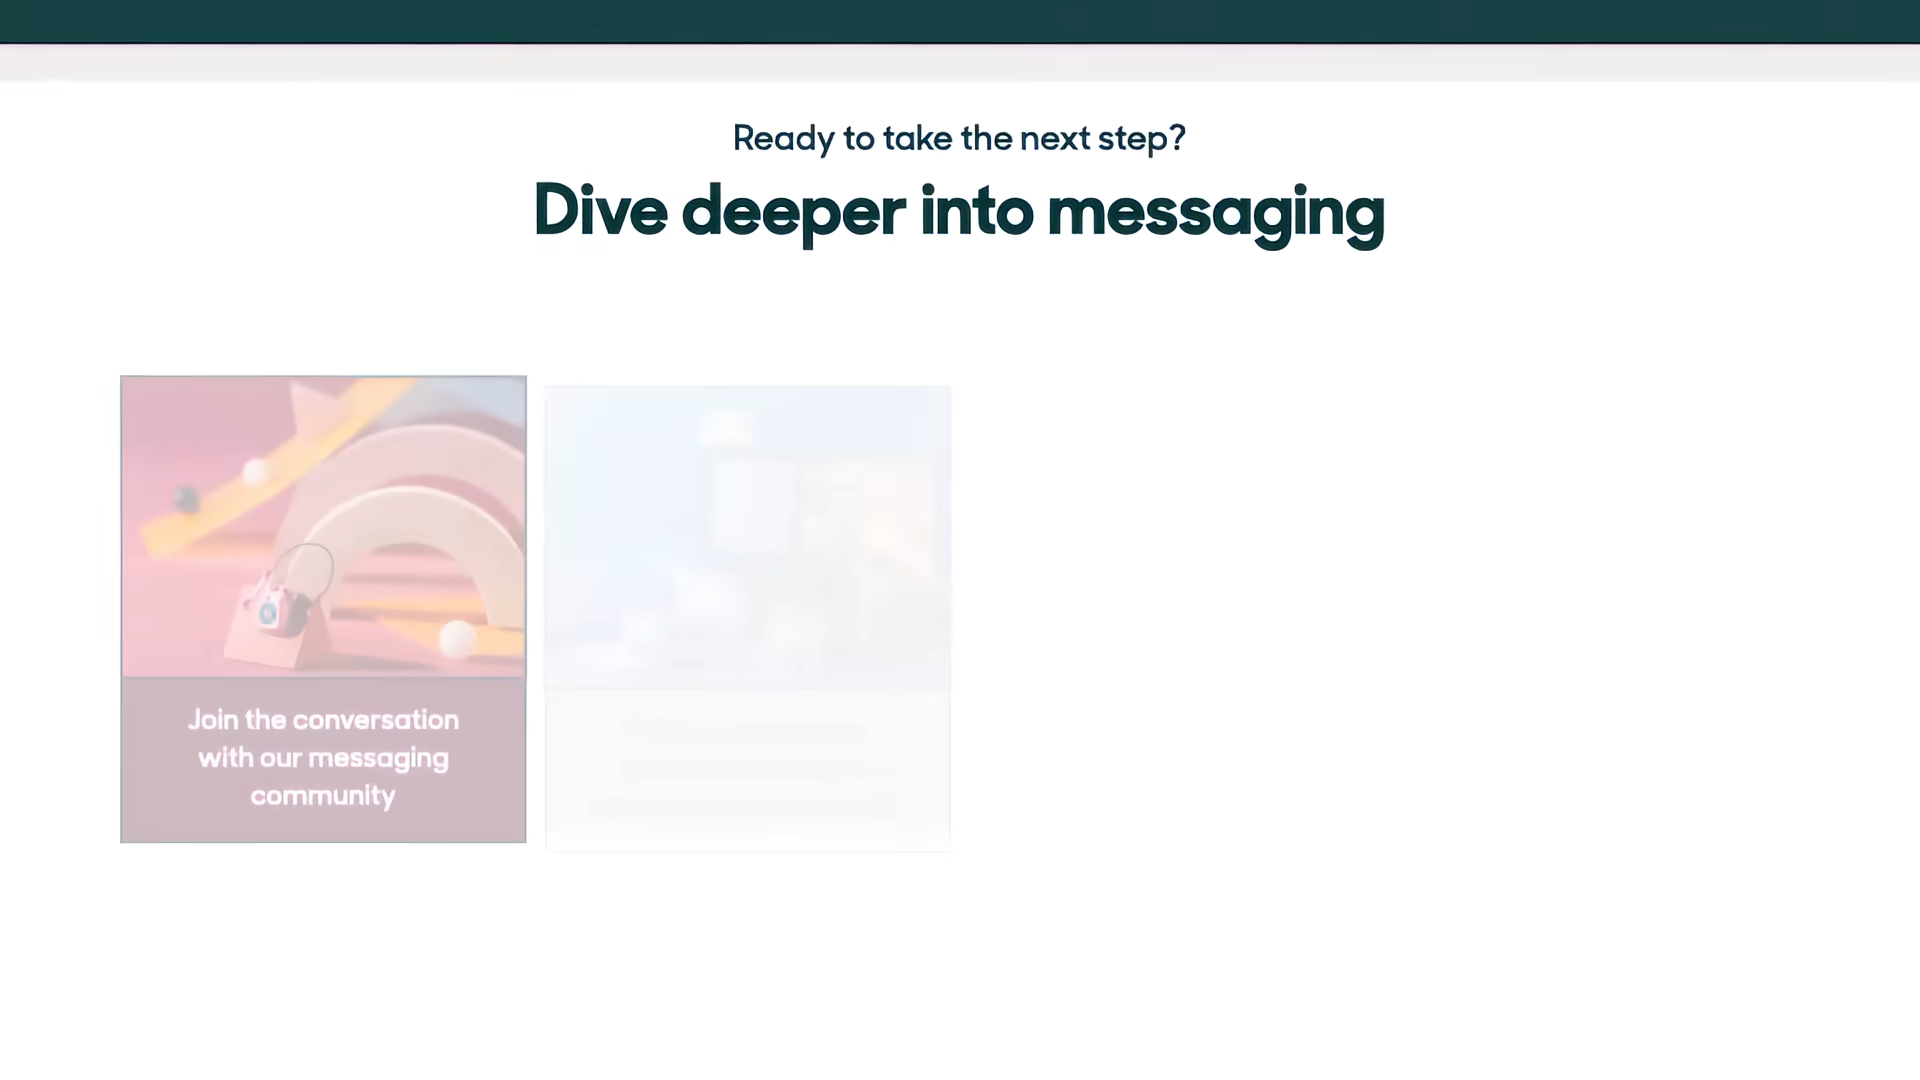 Ready to take the next step?
Dive deeper into messaging
Join the conversation
with our messaging
community